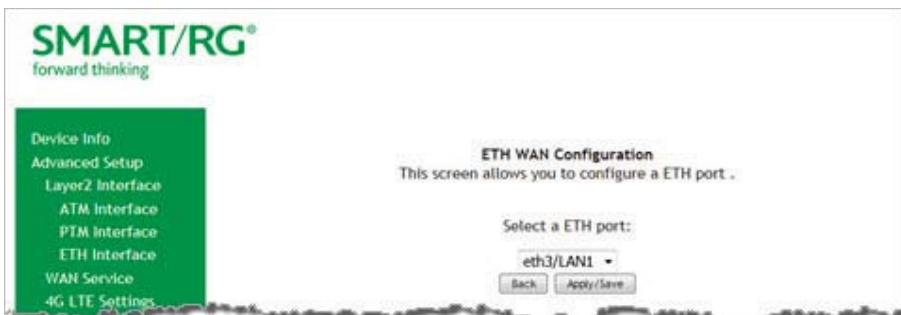 SMART/RG®
forward thinking
Device Info
Advanced Setup
Layer2 Interface
ATM Interface
PTM Interface
ETH Interface
WAN Service
4G LTE Settings
ETH WAN Configuration
This screen allows you to configure a ETH port .
Select a ETH port:
eth3/LAN1
Back Apply/Save